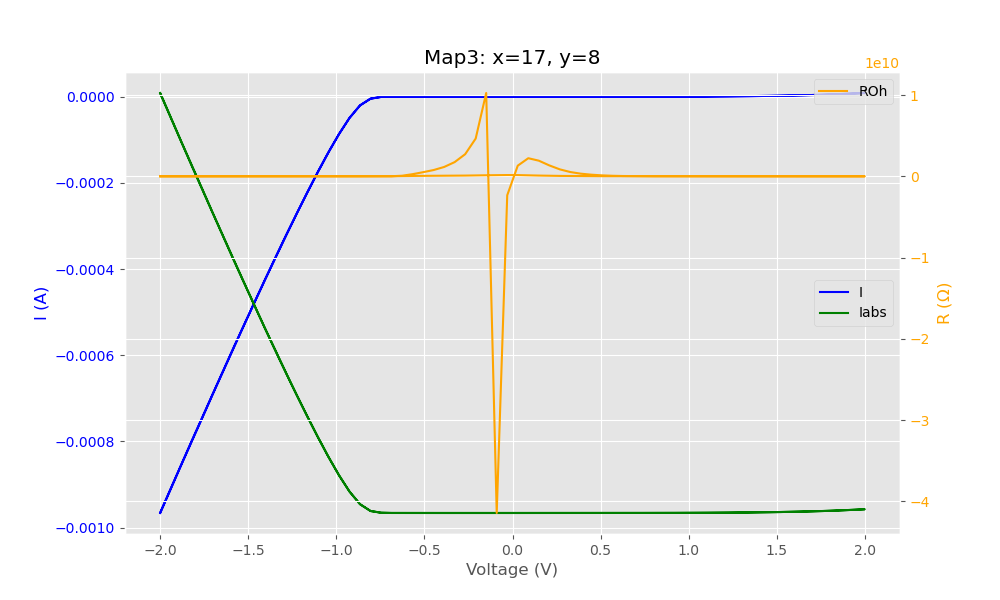 Map3: x=17, y=8
1e10
ROh
I
Iabs
I (A)
0.0000
−0.0002
−0.0004
−0.0006
−0.0008
−0.0010
R (Ω)
1
0
−1
−2
−3
−4
−2.0 −1.5 −1.0 −0.5 0.0 0.5 1.0 1.5 2.0
Voltage (V)